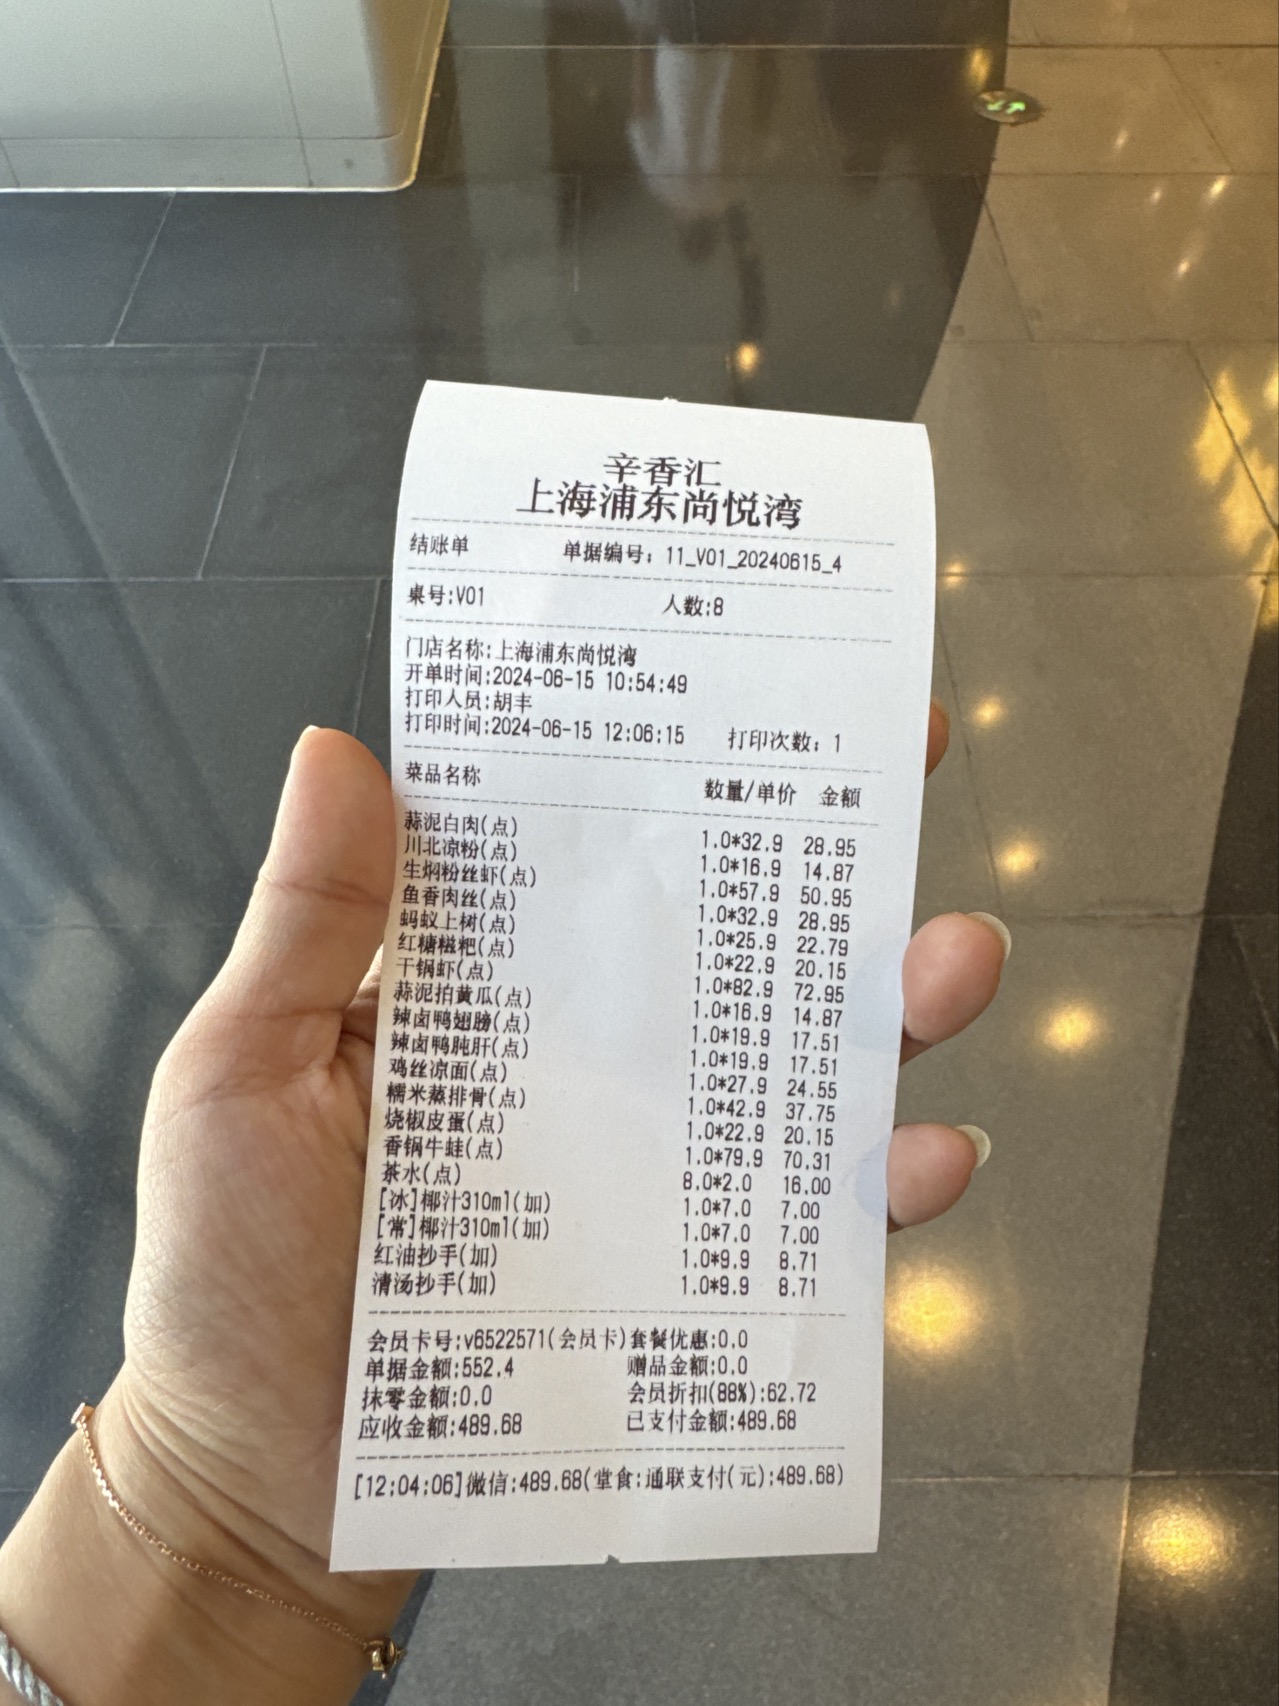 辛香汇
上海浦东尚悦湾
结账单 单据编号：11_V01_20240615_4
桌号:V01 人数:8
门店名称:上海浦东尚悦湾
开单时间:2024-06-15 10:54:49
打印人员:胡丰
打印时间:2024-06-15 12:06:15 打印次数：1
菜品名称 数量/单价 金额
蒜泥白肉(点) 1.0*32.9 28.95
川北凉粉(点) 1.0*16.9 14.87
生焖粉丝虾(点) 1.0*57.9 50.95
鱼香肉丝(点) 1.0*32.9 28.95
蚂蚁上树(点) 1.0*25.9 22.79
红糖糍粑(点) 1.0*22.9 20.15
干锅虾(点) 1.0*82.9 72.95
蒜泥拍黄瓜(点) 1.0*16.9 14.87
辣卤鸭翅膀(点) 1.0*19.9 17.51
辣卤鸭肫肝(点) 1.0*19.9 17.51
鸡丝凉面(点) 1.0*27.9 24.55
糯米蒸排骨(点) 1.0*42.9 37.75
烧椒皮蛋(点) 1.0*22.9 20.15
香锅牛蛙(点) 1.0*79.9 70.31
茶水(点) 8.0*2.0 16.00
[冰]椰汁310ml(加) 1.0*7.0 7.00
[常]椰汁310ml(加) 1.0*7.0 7.00
红油抄手(加) 1.0*9.9 8.71
清汤抄手(加) 1.0*9.9 8.71
会员卡号:v6522571(会员卡)套餐优惠:0.0
单据金额:552.4 赠品金额:0.0
抹零金额:0.0 会员折扣(88%):62.72
应收金额:489.68 已支付金额:489.68
[12:04:06]微信:489.68(堂食:通联支付(元):489.68)